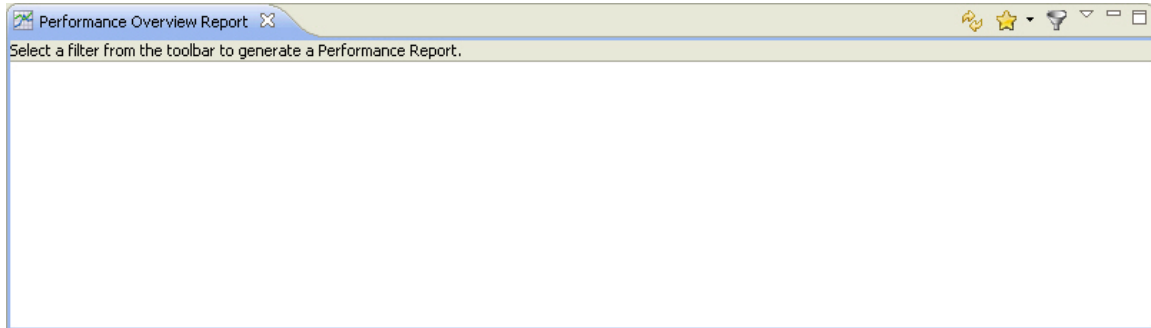 Performance Overview Report
Select a filter from the toolbar to generate a Performance Report.